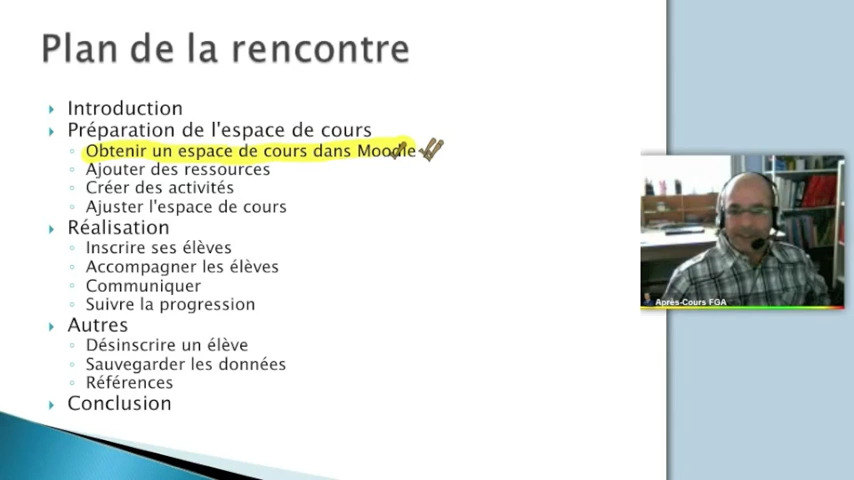 Plan de la rencontre
Introduction
Préparation de l'espace de cours
Obtenir un espace de cours dans Moodle
Ajouter des ressources
Créer des activités
Ajuster l'espace de cours
Réalisation
Inscrire ses élèves
Accompagner les élèves
Communiquer
Suivre la progression
Autres
Désinscrire un élève
Sauvegarder les données
Références
Conclusion
Après-Cours FGA